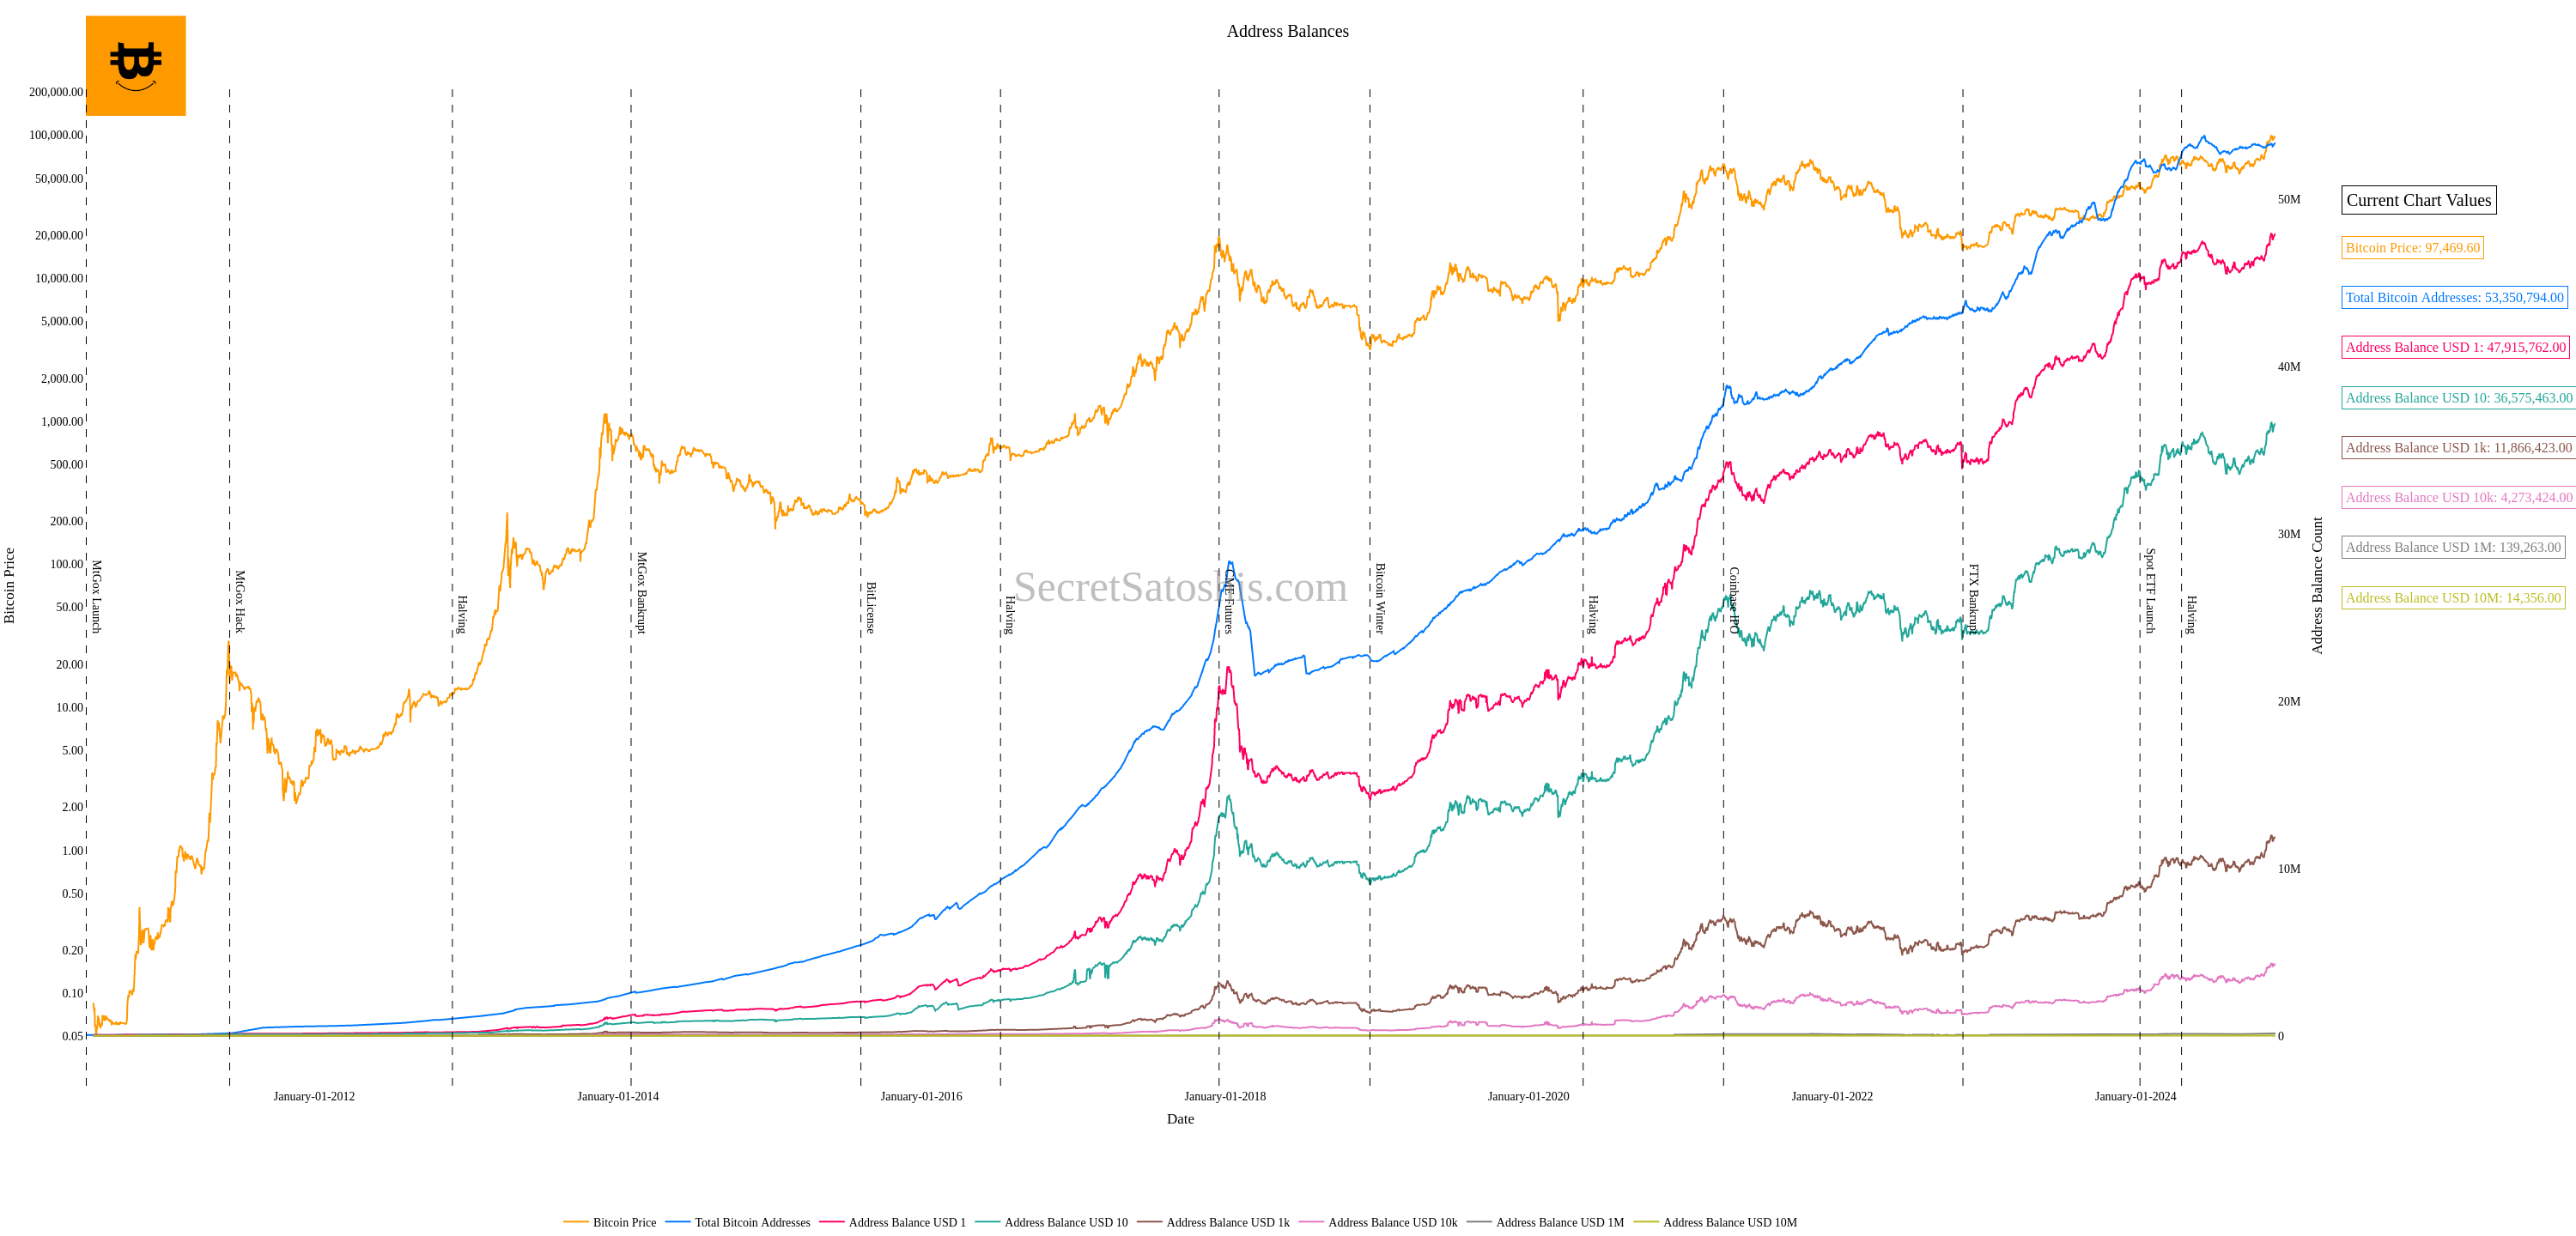 Address Balances
200,000.00
100,000.00
50,000.00
20,000.00
10,000.00
5,000.00
2,000.00
1,000.00
500.00
200.00
100.00
50.00
20.00
10.00
5.00
2.00
1.00
0.50
0.20
0.10
0.05
Bitcoin Price
MtGox Launch
MtGox Hack
Halving
MtGox Bankrupt
BitLicense
Halving
CME Futures
Bitcoin Winter
Halving
Coinbase IPO
FTX Bankrupt
Spot ETF Launch
Halving
SecretSatoshis.com
50M
40M
30M
20M
10M
0
Address Balance Count
Current Chart Values
Bitcoin Price: 97,469.60
Total Bitcoin Addresses: 53,350,794.00
Address Balance USD 1: 47,915,762.00
Address Balance USD 10: 36,575,463.00
Address Balance USD 1k: 11,866,423.00
Address Balance USD 10k: 4,273,424.00
Address Balance USD 1M: 139,263.00
Address Balance USD 10M: 14,356.00
January-01-2012
January-01-2014
January-01-2016
January-01-2018
January-01-2020
January-01-2022
January-01-2024
Date
Bitcoin Price
Total Bitcoin Addresses
Address Balance USD 1
Address Balance USD 10
Address Balance USD 1k
Address Balance USD 10k
Address Balance USD 1M
Address Balance USD 10M